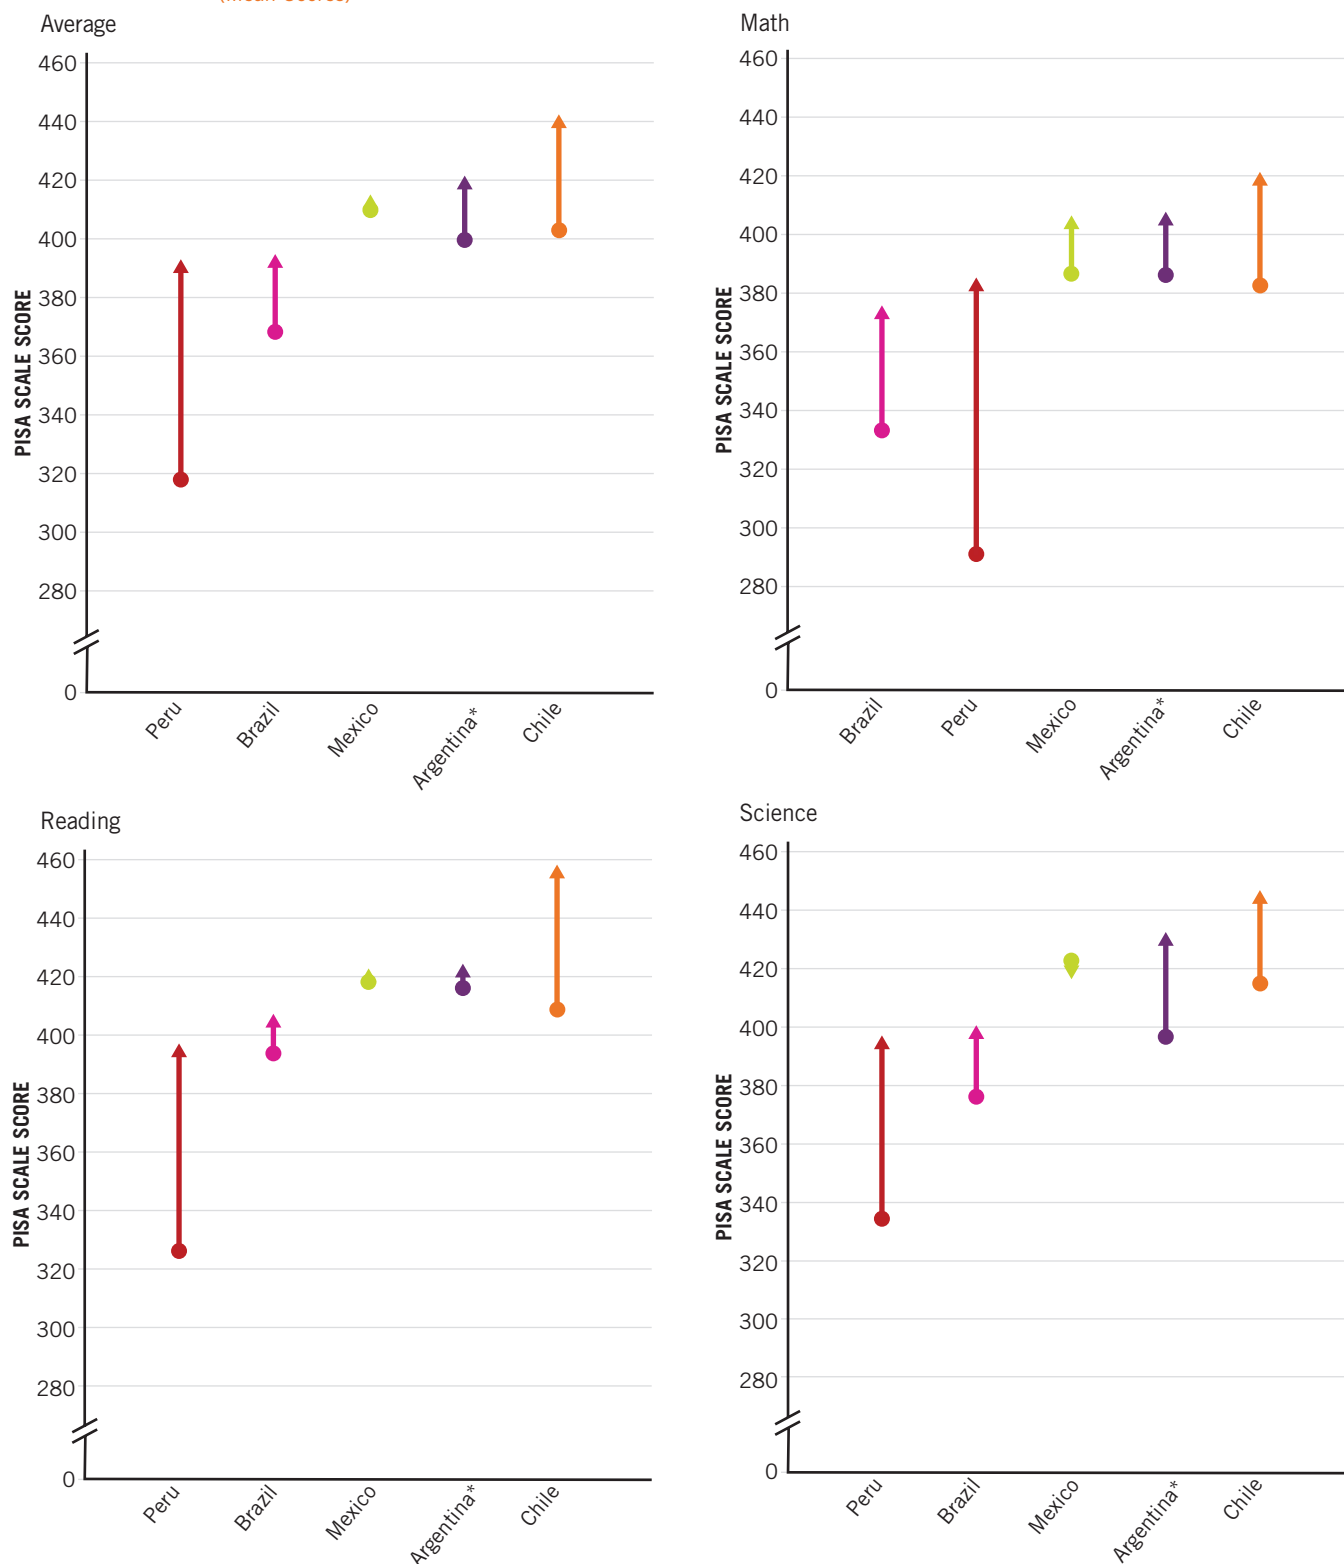 (Mean Scores)
Average
460
440
420
400
380
360
340
320
300
280
0
PISA SCALE SCORE
Peru
Brazil
Mexico
Argentina*
Chile
Math
460
440
420
400
380
360
340
320
300
280
0
PISA SCALE SCORE
Brazil
Peru
Mexico
Argentina*
Chile
Reading
460
440
420
400
380
360
340
320
300
280
0
PISA SCALE SCORE
Peru
Brazil
Mexico
Argentina*
Chile
Science
460
440
420
400
380
360
340
320
300
280
0
PISA SCALE SCORE
Peru
Brazil
Mexico
Argentina*
Chile